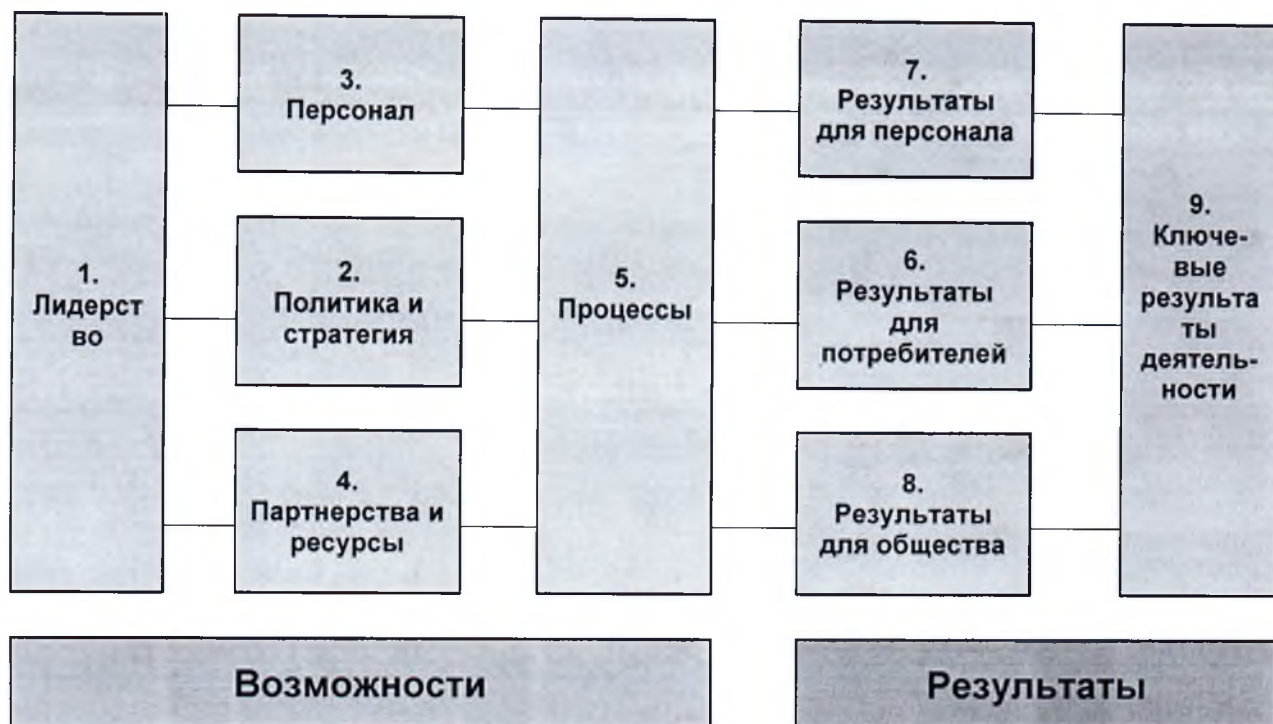 1.
Лидерст
во
3.
Персонал
2.
Политика и
стратегия
4.
Партнерства и
ресурсы
5.
Процессы
7.
Результаты
для персонала
6.
Результаты
для
потребителей
8.
Результаты
для общества
9.
Ключе-
вые
результа
ты
деятель-
ности
Возможности
Результаты